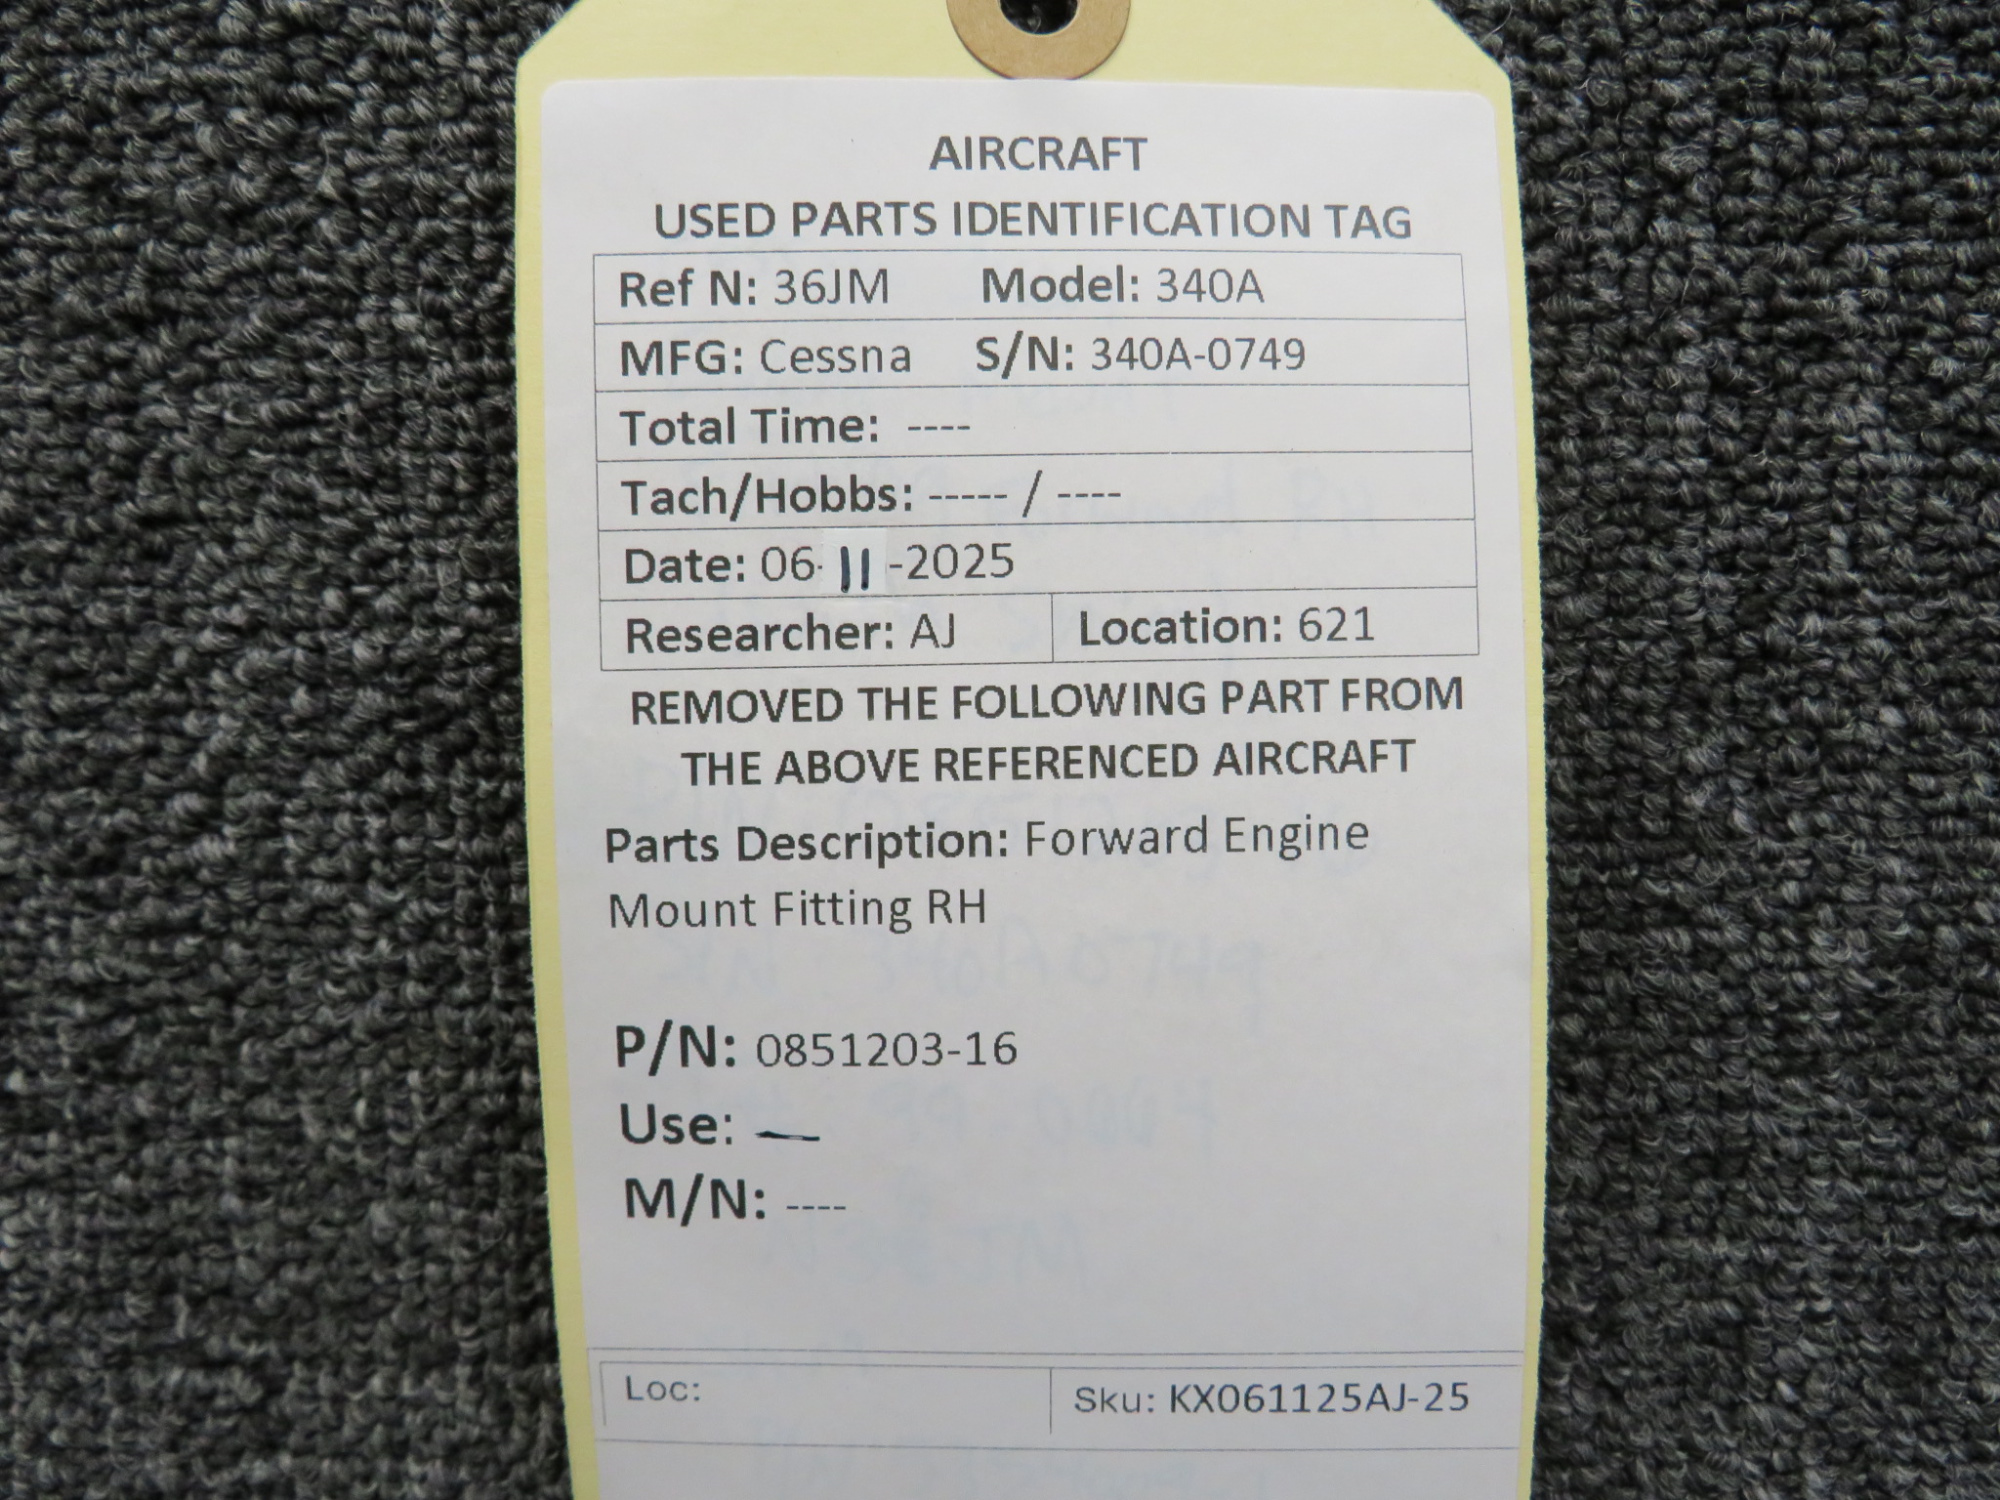 AIRCRAFT
USED PARTS IDENTIFICATION TAG
Ref N: 36JM Model: 340A
MFG: Cessna S/N: 340A-0749
Total Time: ----
Tach/Hobbs: ----- / ----
Date: 06-11-2025
Researcher: AJ Location: 621
REMOVED THE FOLLOWING PART FROM
THE ABOVE REFERENCED AIRCRAFT
Parts Description: Forward Engine
Mount Fitting RH
P/N: 0851203-16
Use: —
M/N: ----
Loc: Sku: KX061125AJ-25